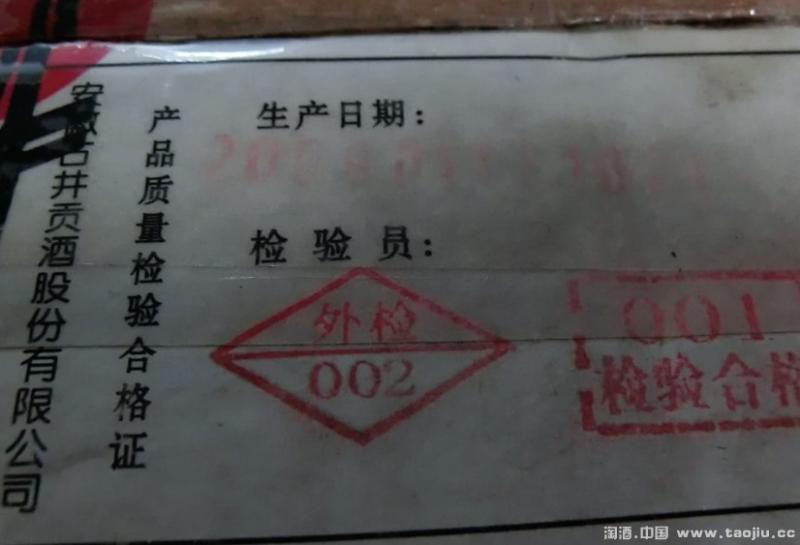 安徽古井贡酒股份有限公司
产品质量检验合格证
生产日期:
检验员:
外检
002
001
检验合格
淘酒.中国 www.taojiu.cc